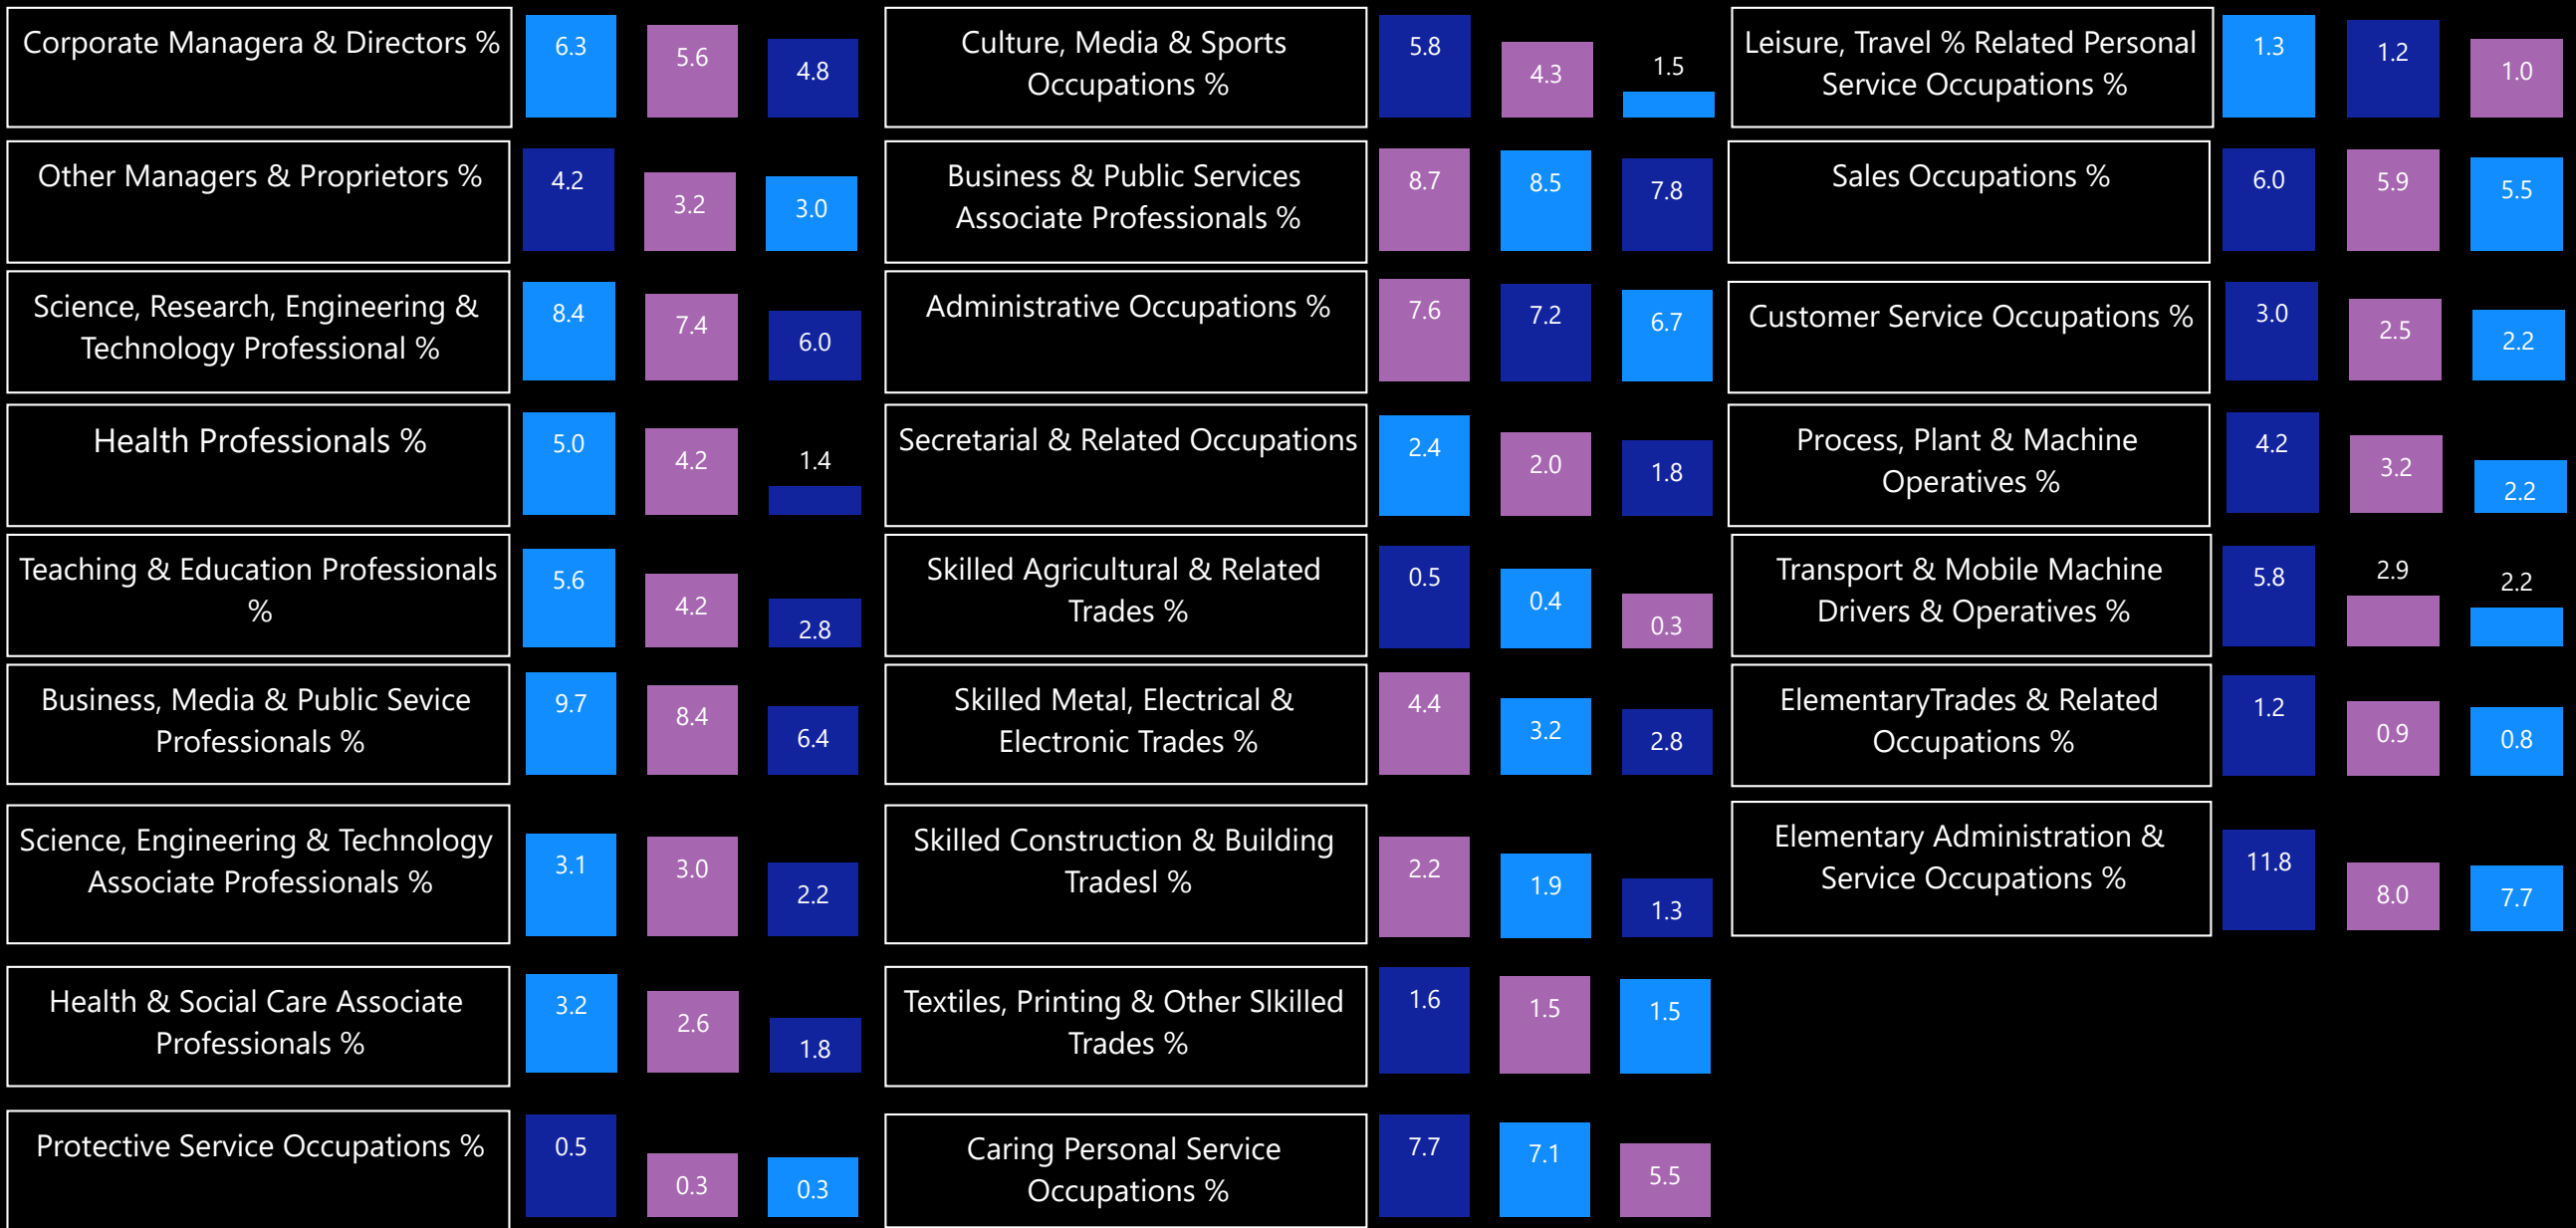 Corporate Managera & Directors %
6.3
5.6
4.8
Other Managers & Proprietors %
4.2
3.2
3.0
Science, Research, Engineering &
Technology Professional %
8.4
7.4
6.0
Health Professionals %
5.0
4.2
1.4
Teaching & Education Professionals
%
5.6
4.2
2.8
Business, Media & Public Sevice
Professionals %
9.7
8.4
6.4
Science, Engineering & Technology
Associate Professionals %
3.1
3.0
2.2
Health & Social Care Associate
Professionals %
3.2
2.6
1.8
Protective Service Occupations %
0.5
0.3
0.3
Culture, Media & Sports
Occupations %
5.8
4.3
1.5
Business & Public Services
Associate Professionals %
8.7
8.5
7.8
Administrative Occupations %
7.6
7.2
6.7
Secretarial & Related Occupations
2.4
2.0
1.8
Skilled Agricultural & Related
Trades %
0.5
0.4
0.3
Skilled Metal, Electrical &
Electronic Trades %
4.4
3.2
2.8
Skilled Construction & Building
Tradesl %
2.2
1.9
1.3
Textiles, Printing & Other Slkilled
Trades %
1.6
1.5
1.5
Caring Personal Service
Occupations %
7.7
7.1
5.5
Leisure, Travel % Related Personal
Service Occupations %
1.3
1.2
1.0
Sales Occupations %
6.0
5.9
5.5
Customer Service Occupations %
3.0
2.5
2.2
Process, Plant & Machine
Operatives %
4.2
3.2
2.2
Transport & Mobile Machine
Drivers & Operatives %
5.8
2.9
2.2
ElementaryTrades & Related
Occupations %
1.2
0.9
0.8
Elementary Administration &
Service Occupations %
11.8
8.0
7.7